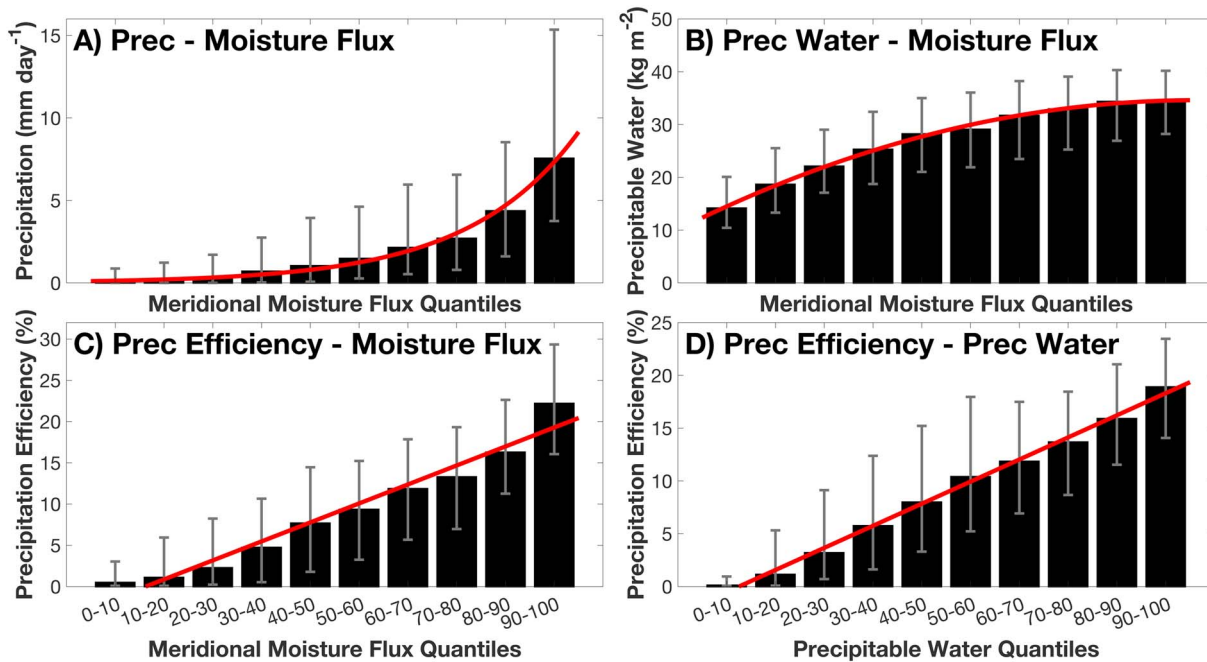 A) Prec - Moisture Flux
Precipitation (mm day-1)
15
10
5
0
Meridional Moisture Flux Quantiles
B) Prec Water - Moisture Flux
Precipitable Water (kg m-2)
50
40
30
20
10
0
Meridional Moisture Flux Quantiles
C) Prec Efficiency - Moisture Flux
Precipitation Efficiency (%)
30
25
20
15
10
5
0
0-10 10-20 20-30 30-40 40-50 50-60 60-70 70-80 80-90 90-100
Meridional Moisture Flux Quantiles
D) Prec Efficiency - Prec Water
Precipitation Efficiency (%)
25
20
15
10
5
0
0-10 10-20 20-30 30-40 40-50 50-60 60-70 70-80 80-90 90-100
Precipitable Water Quantiles